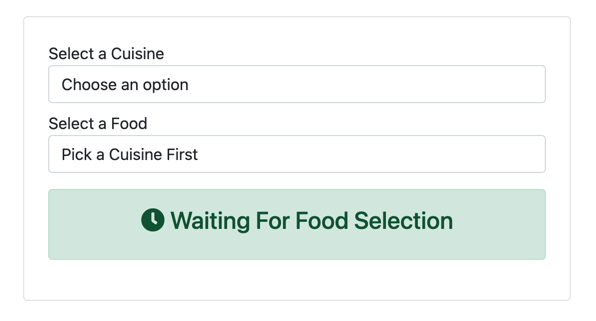 Select a Cuisine
Choose an option
Select a Food
Pick a Cuisine First
Waiting For Food Selection